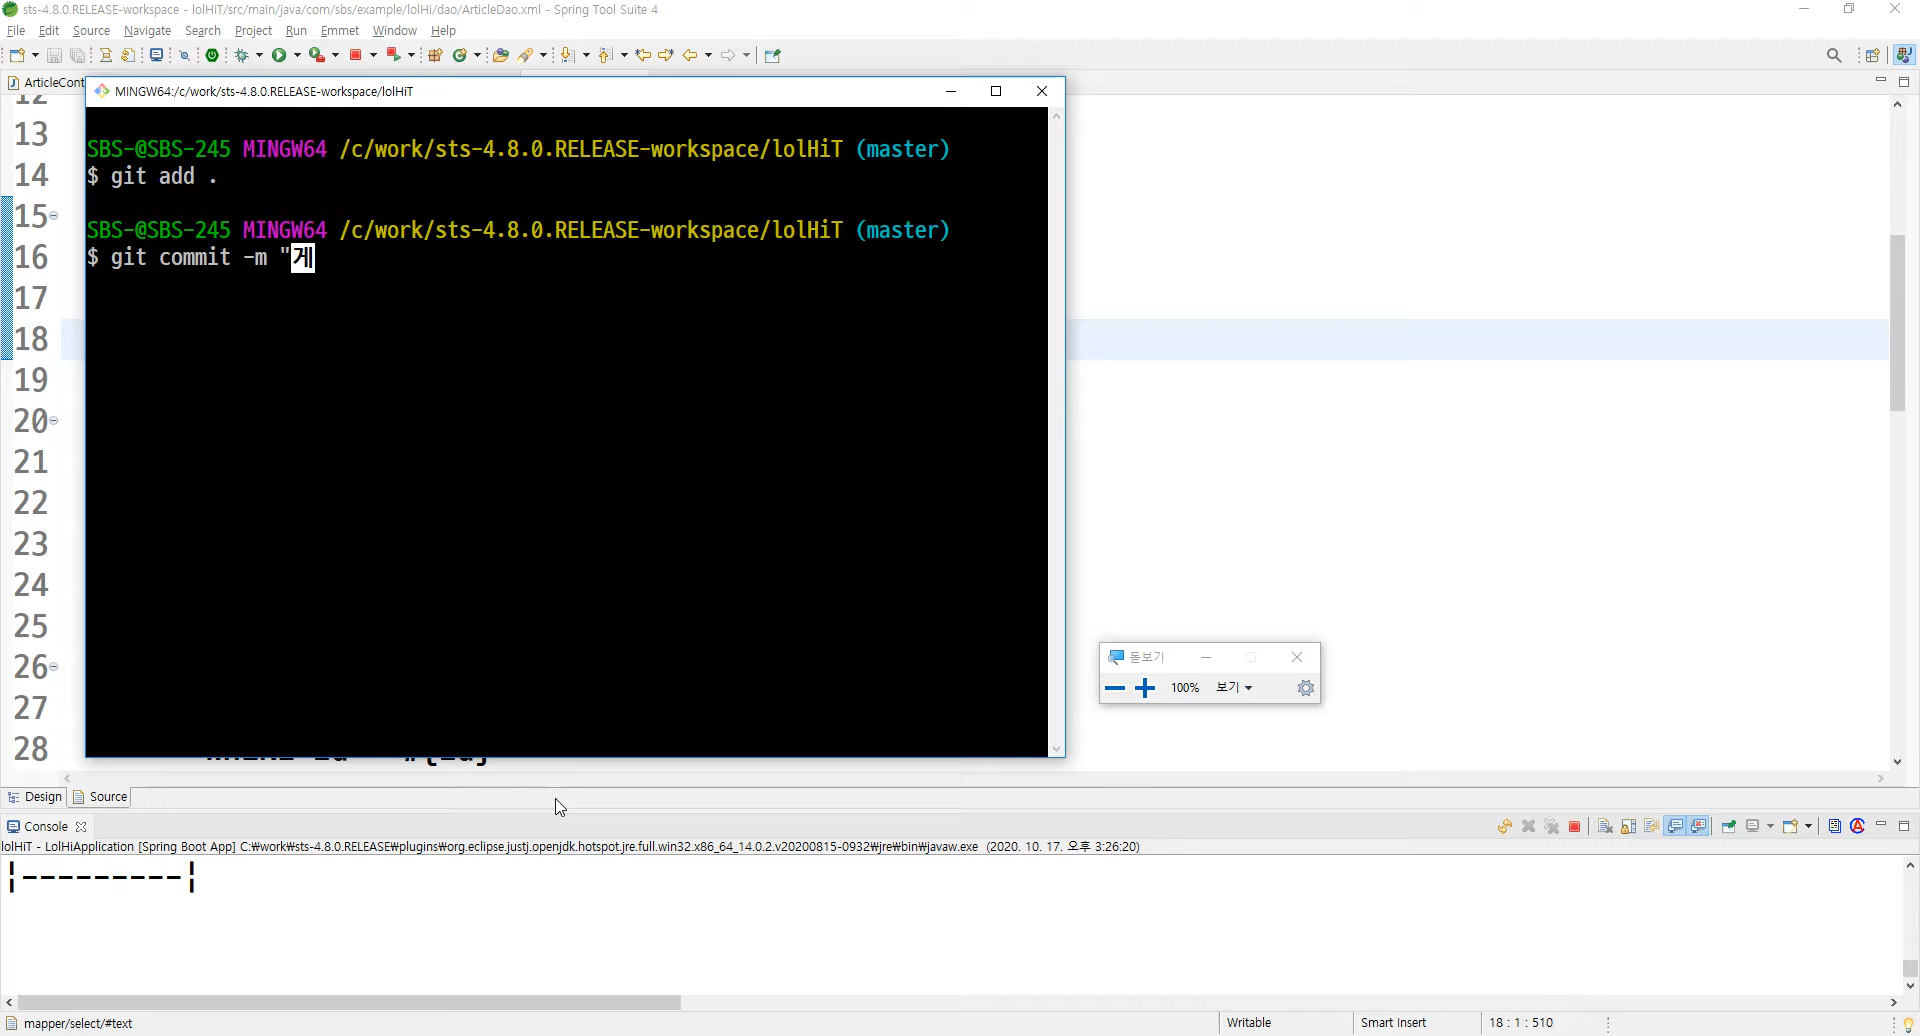 sts-4.8.0.RELEASE-workspace - lolHiT/src/main/java/com/sbs/example/lolHi/dao/ArticleDao.xml - Spring Tool Suite 4
File Edit Source Navigate Search Project Run Emmet Window Help
ArticleCont
MINGW64:/c/work/sts-4.8.0.RELEASE-workspace/lolHiT
12
13
14
15
16
17
18
19
20
21
22
23
24
25
26
27
28
SBS-@SBS-245 MINGW64 /c/work/sts-4.8.0.RELEASE-workspace/lolHiT (master)
$ git add .
SBS-@SBS-245 MINGW64 /c/work/sts-4.8.0.RELEASE-workspace/lolHiT (master)
$ git commit -m "게
돋보기
100% 보기
Design Source
Console
lolHiT - LolHiApplication [Spring Boot App] C:₩work₩sts-4.8.0.RELEASE₩plugins₩org.eclipse.justj.openjdk.hotspot.jre.full.win32.x86_64_14.0.2.v20200815-0932₩jre₩bin₩javaw.exe (2020. 10. 17. 오후 3:26:20)
¦---------¦
mapper/select/#text
Writable
Smart Insert
18 : 1 : 510